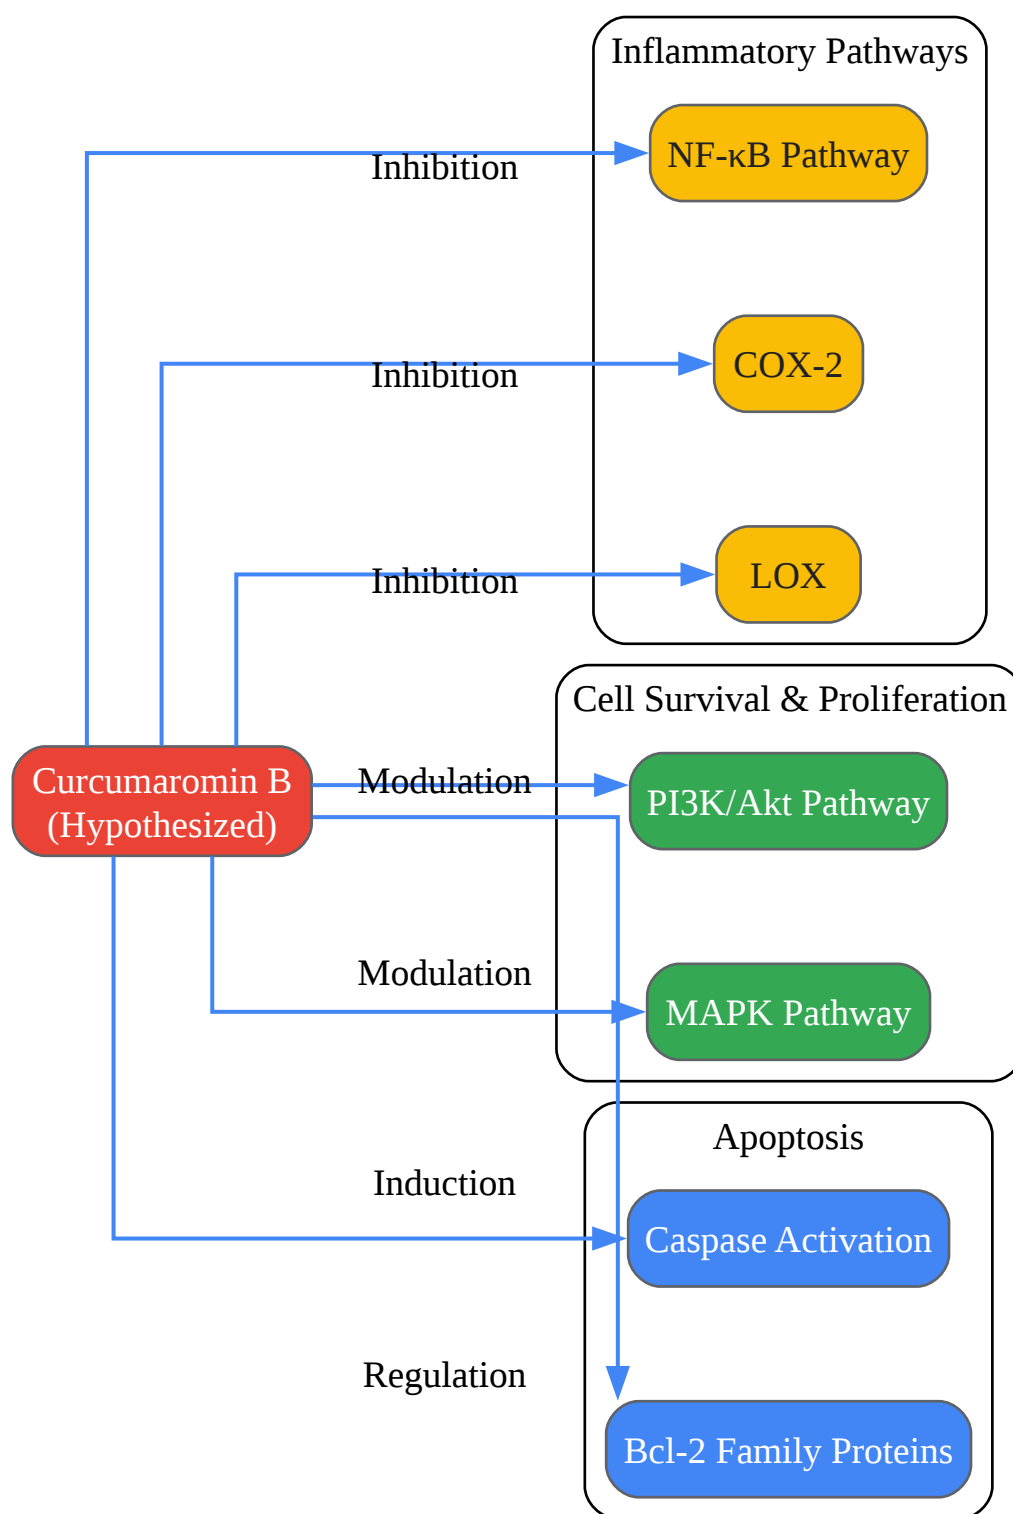 Inflammatory Pathways
NF-κB Pathway
Inhibition
COX-2
Inhibition
LOX
Inhibition
Cell Survival & Proliferation
Curcumaromin B
(Hypothesized)
Modulation
PI3K/Akt Pathway
Modulation
MAPK Pathway
Apoptosis
Induction
Caspase Activation
Regulation
Bcl-2 Family Proteins